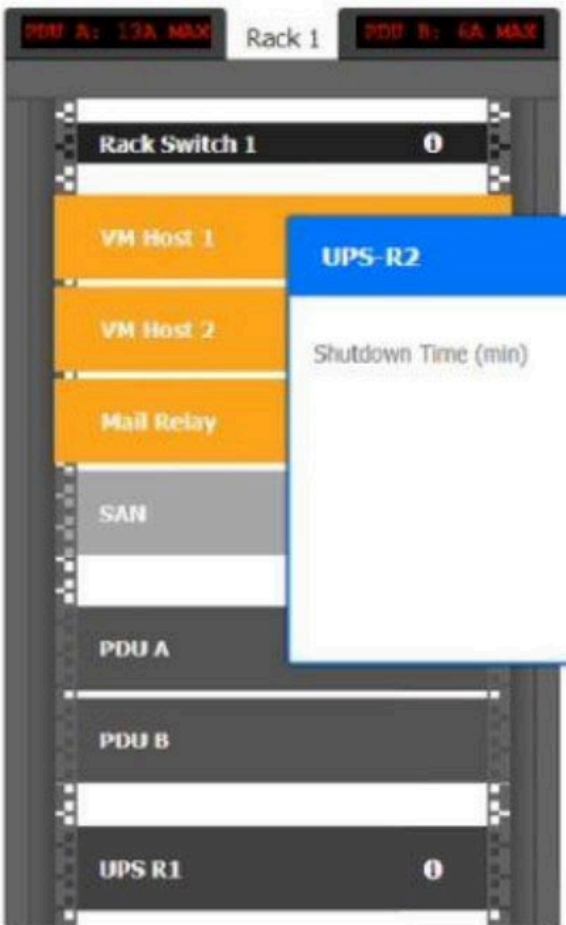 PDU A: 13A MAX
Rack 1
PDU B: 6A MAX
Rack Switch 1
VM Host 1
VM Host 2
Mail Relay
SAN
UPS-R2
Shutdown Time (min)
PDU A
PDU B
UPS R1